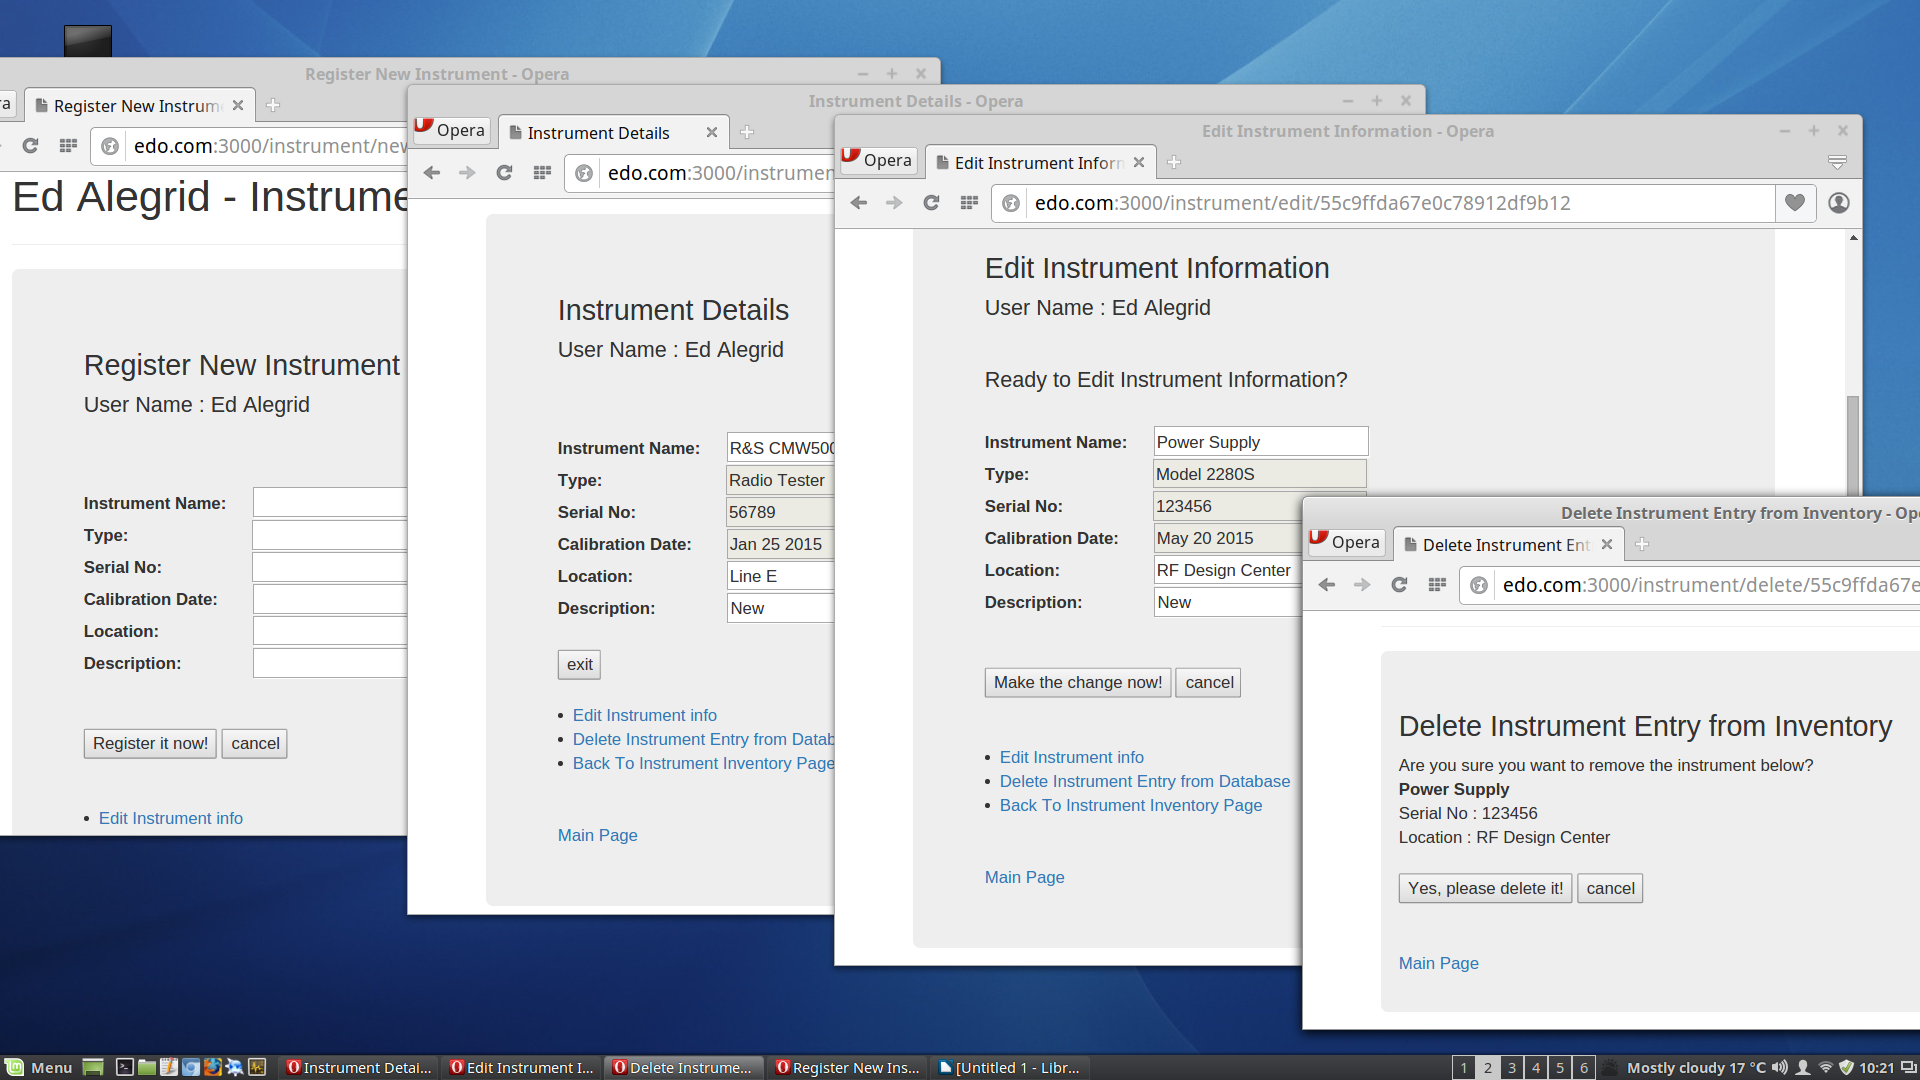 Register New Instrument - Opera
Register New Instrum
edo.com:3000/instrument/new
Ed Alegrid - Instrume
Register New Instrument
User Name : Ed Alegrid
Instrument Name:
Type:
Serial No:
Calibration Date:
Location:
Description:
Register it now! cancel
Edit Instrument info
Instrument Details - Opera
Opera Instrument Details
edo.com:3000/instrumen
Instrument Details
User Name : Ed Alegrid
Instrument Name: R&S CMW500
Type: Radio Tester
Serial No: 56789
Calibration Date: Jan 25 2015
Location: Line E
Description: New
exit
Edit Instrument info
Delete Instrument Entry from Datab
Back To Instrument Inventory Page
Main Page
Edit Instrument Information - Opera
Opera Edit Instrument Inform
edo.com:3000/instrument/edit/55c9ffda67e0c78912df9b12
Edit Instrument Information
User Name : Ed Alegrid
Ready to Edit Instrument Information?
Instrument Name: Power Supply
Type: Model 2280S
Serial No: 123456
Calibration Date: May 20 2015
Location: RF Design Center
Description: New
Make the change now! cancel
Edit Instrument info
Delete Instrument Entry from Database
Back To Instrument Inventory Page
Main Page
Delete Instrument Entry from Inventory - Ope
Opera Delete Instrument Ent
edo.com:3000/instrument/delete/55c9ffda67e
Delete Instrument Entry from Inventory
Are you sure you want to remove the instrument below?
Power Supply
Serial No : 123456
Location : RF Design Center
Yes, please delete it! cancel
Main Page
Menu Instrument Detai... Edit Instrument I... Delete Instrume... Register New Ins... [Untitled 1 - Libr... 1 2 3 4 5 6 Mostly cloudy 17 °C 10:21